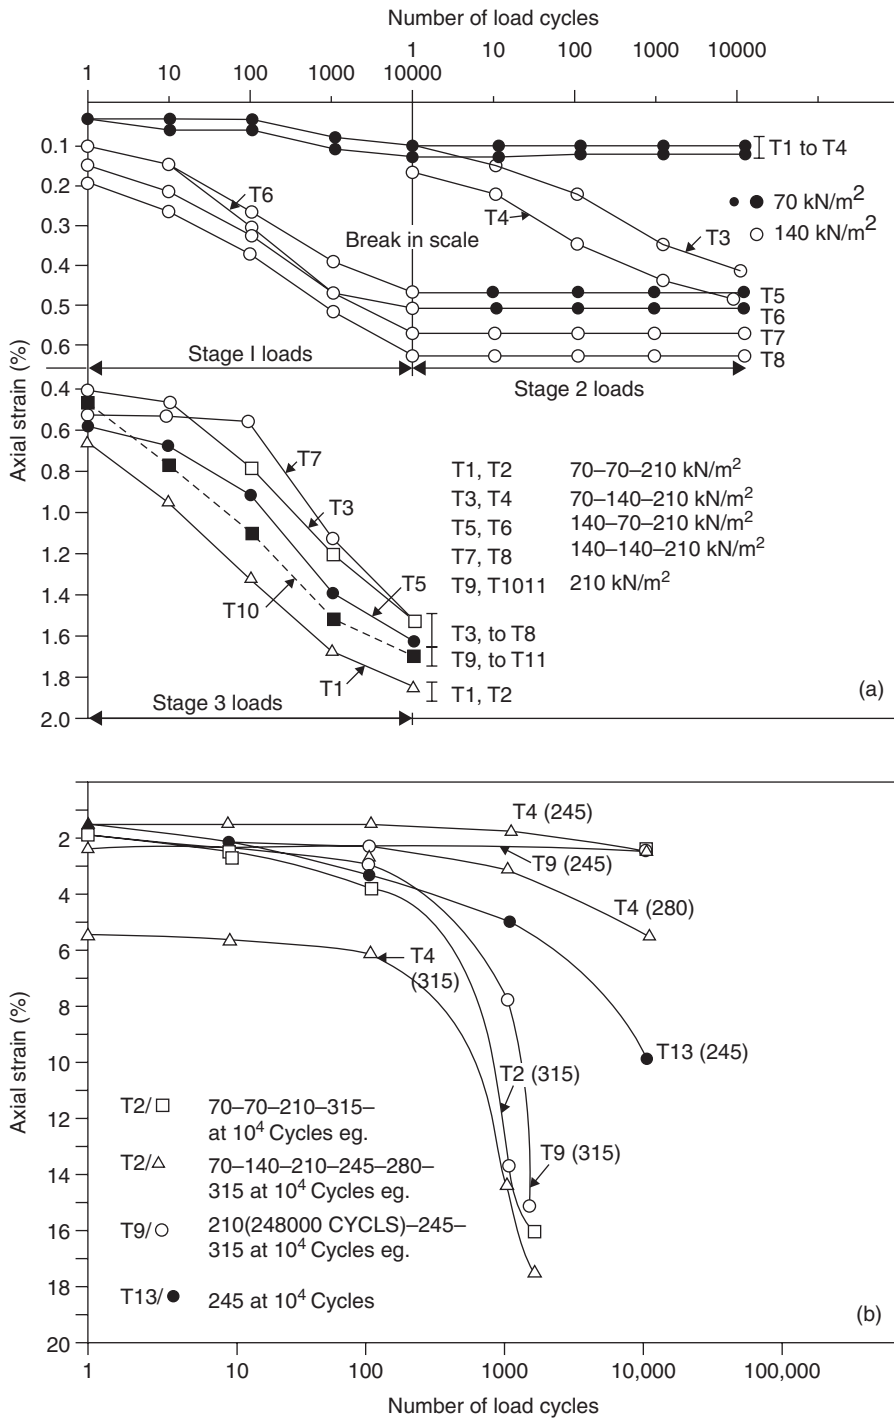 Number of load cycles
1 10 100 1000 10000
1 10 100 1000 10000
0.1
0.2
0.3
0.4
0.5
0.6
T1 to T4
T6
T4
70 kN/m²
140 kN/m²
T3
Break in scale
T5
T6
T7
T8
Stage I loads
Stage 2 loads
Axial strain (%)
0.4
0.6
0.8
1.0
1.2
1.4
1.6
1.8
2.0
T7
T3
T5
T10
T1
T1, T2 70–70–210 kN/m²
T3, T4 70–140–210 kN/m²
T5, T6 140–70–210 kN/m²
T7, T8 140–140–210 kN/m²
T9, T1011 210 kN/m²
T3, to T8
T9, to T11
T1, T2
(a)
Stage 3 loads
2
4
6
8
10
12
14
16
18
20
Axial strain (%)
T4 (245)
T9 (245)
T4 (280)
T4
(315)
T13 (245)
T2 (315)
T9 (315)
T2/ 70–70–210–315–
at 10⁴ Cycles eg.
T2/ 70–140–210–245–280–
315 at 10⁴ Cycles eg.
T9/ 210(248000 CYCLS)–245–
315 at 10⁴ Cycles eg.
T13/ 245 at 10⁴ Cycles
(b)
1 10 100 1000 10,000 100,000
Number of load cycles